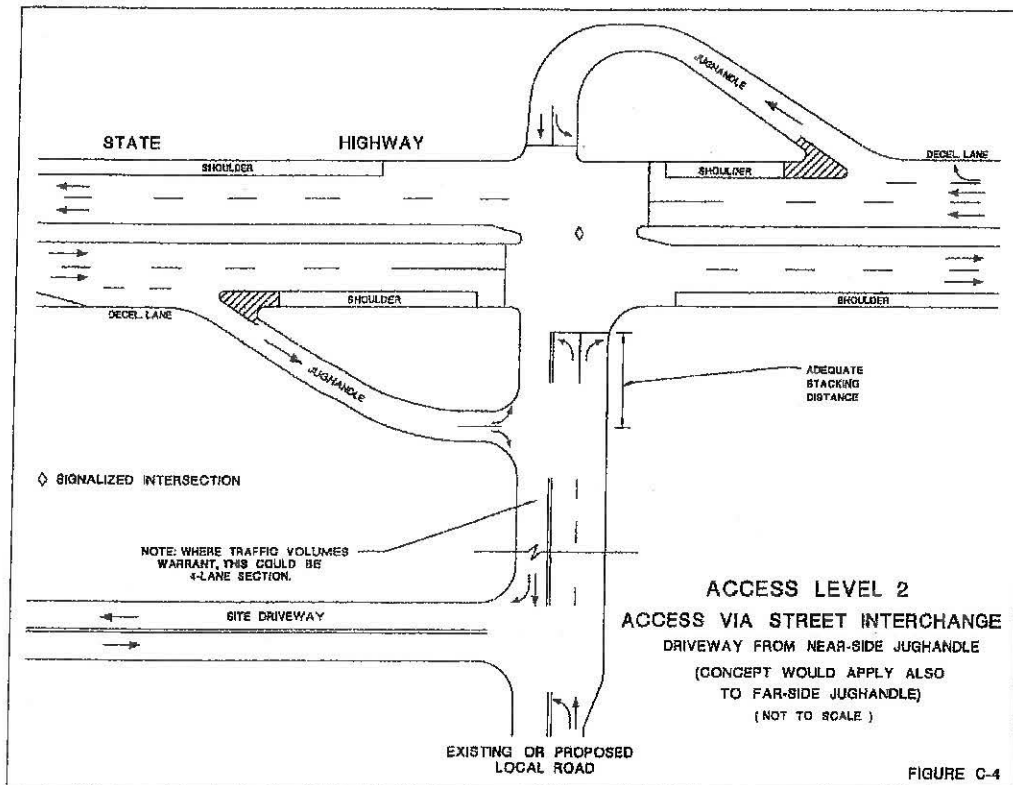 JUGHANDLE
STATE HIGHWAY
SHOULDER
SHOULDER
DECEL LANE
SHOULDER
SHOULDER
DECEL. LANE
JUGHANDLE
ADEQUATE
STACKING
DISTANCE
◊ SIGNALIZED INTERSECTION
NOTE: WHERE TRAFFIC VOLUMES
WARRANT, THIS COULD BE
4-LANE SECTION.
SITE DRIVEWAY
ACCESS LEVEL 2
ACCESS VIA STREET INTERCHANGE
DRIVEWAY FROM NEAR-SIDE JUGHANDLE
(CONCEPT WOULD APPLY ALSO
TO FAR-SIDE JUGHANDLE)
( NOT TO SCALE )
EXISTING OR PROPOSED
LOCAL ROAD
FIGURE C-4